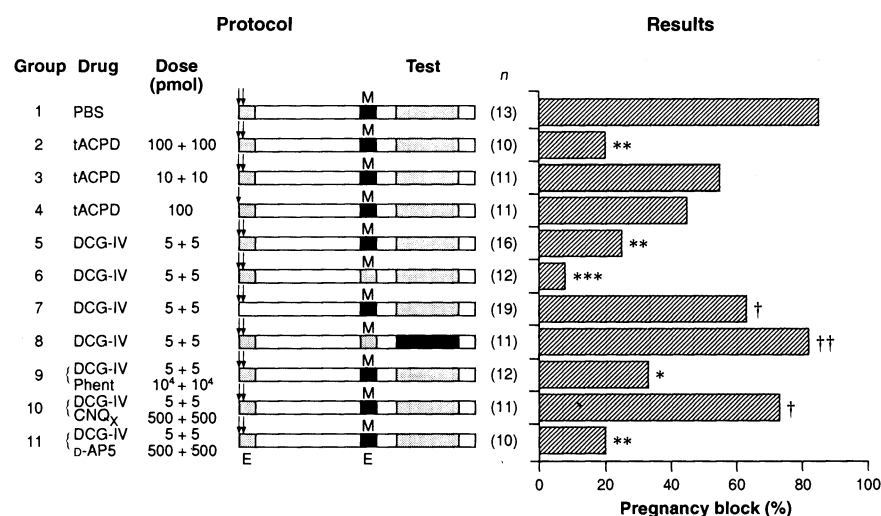 Protocol Results
Group Drug Dose (pmol) Test n
M
1 PBS (13)
M
2 tACPD 100 + 100 (10) **
M
3 tACPD 10 + 10 (11)
M
4 tACPD 100 (11)
M
5 DCG-IV 5 + 5 (16) **
M
6 DCG-IV 5 + 5 (12) ***
M
7 DCG-IV 5 + 5 (19) †
M
8 DCG-IV 5 + 5 (11) ††
M
9 { DCG-IV 5 + 5 (12) *
Phent 10⁴ + 10⁴
M
10 { DCG-IV 5 + 5 (11) †
CNQX 500 + 500
M
11 { DCG-IV 5 + 5 (10) **
D-AP5 500 + 500
E E
0 20 40 60 80 100
Pregnancy block (%)